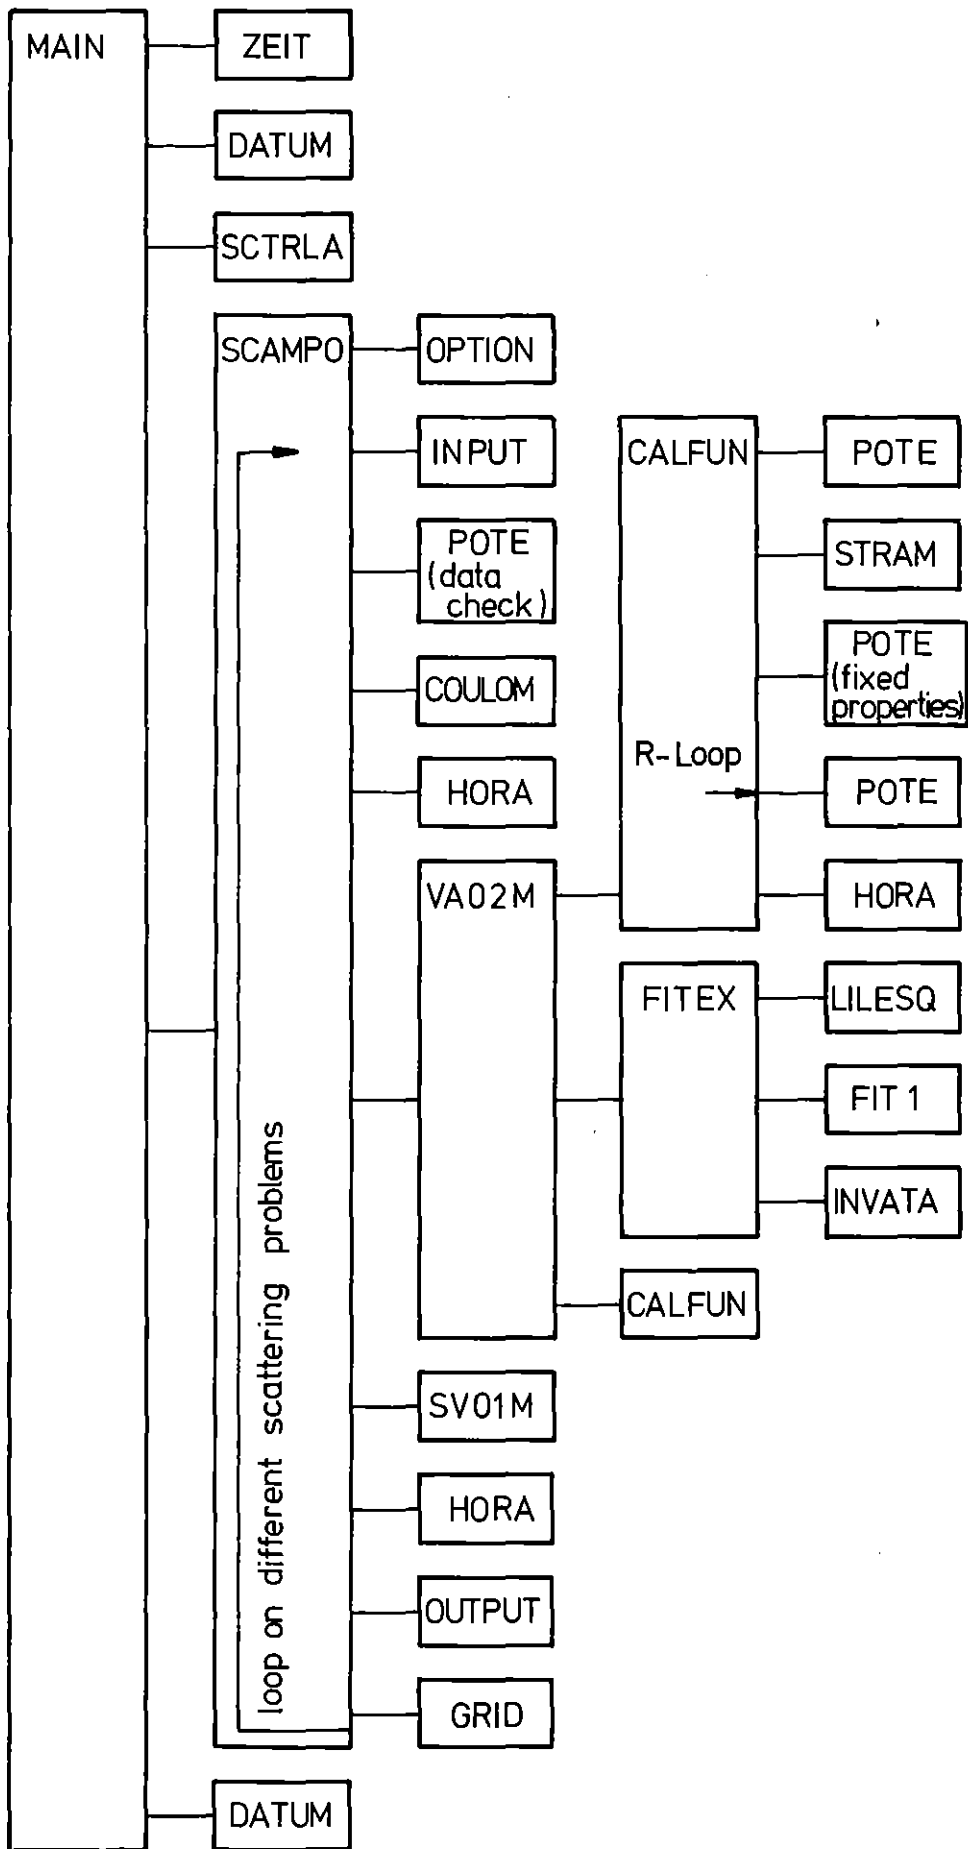 MAIN
ZEIT
DATUM
SCTRLA
SCAMPO
OPTION
INPUT
POTE
(data
check)
COULOM
HORA
VA02M
CALFUN
POTE
STRAM
POTE
(fixed
properties)
R-Loop
POTE
HORA
FITEX
LILESQ
FIT 1
INVATA
CALFUN
SV01M
HORA
OUTPUT
GRID
loop on different scattering problems
DATUM